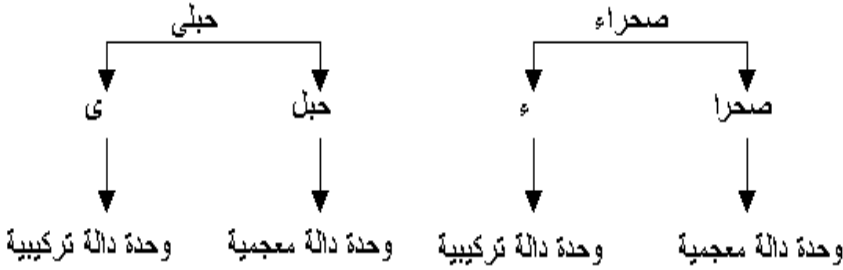 صحراء حبلى
صحرا ء حبل ى
وحدة دالة معجمية وحدة دالة تركيبية وحدة دالة معجمية وحدة دالة تركيبية